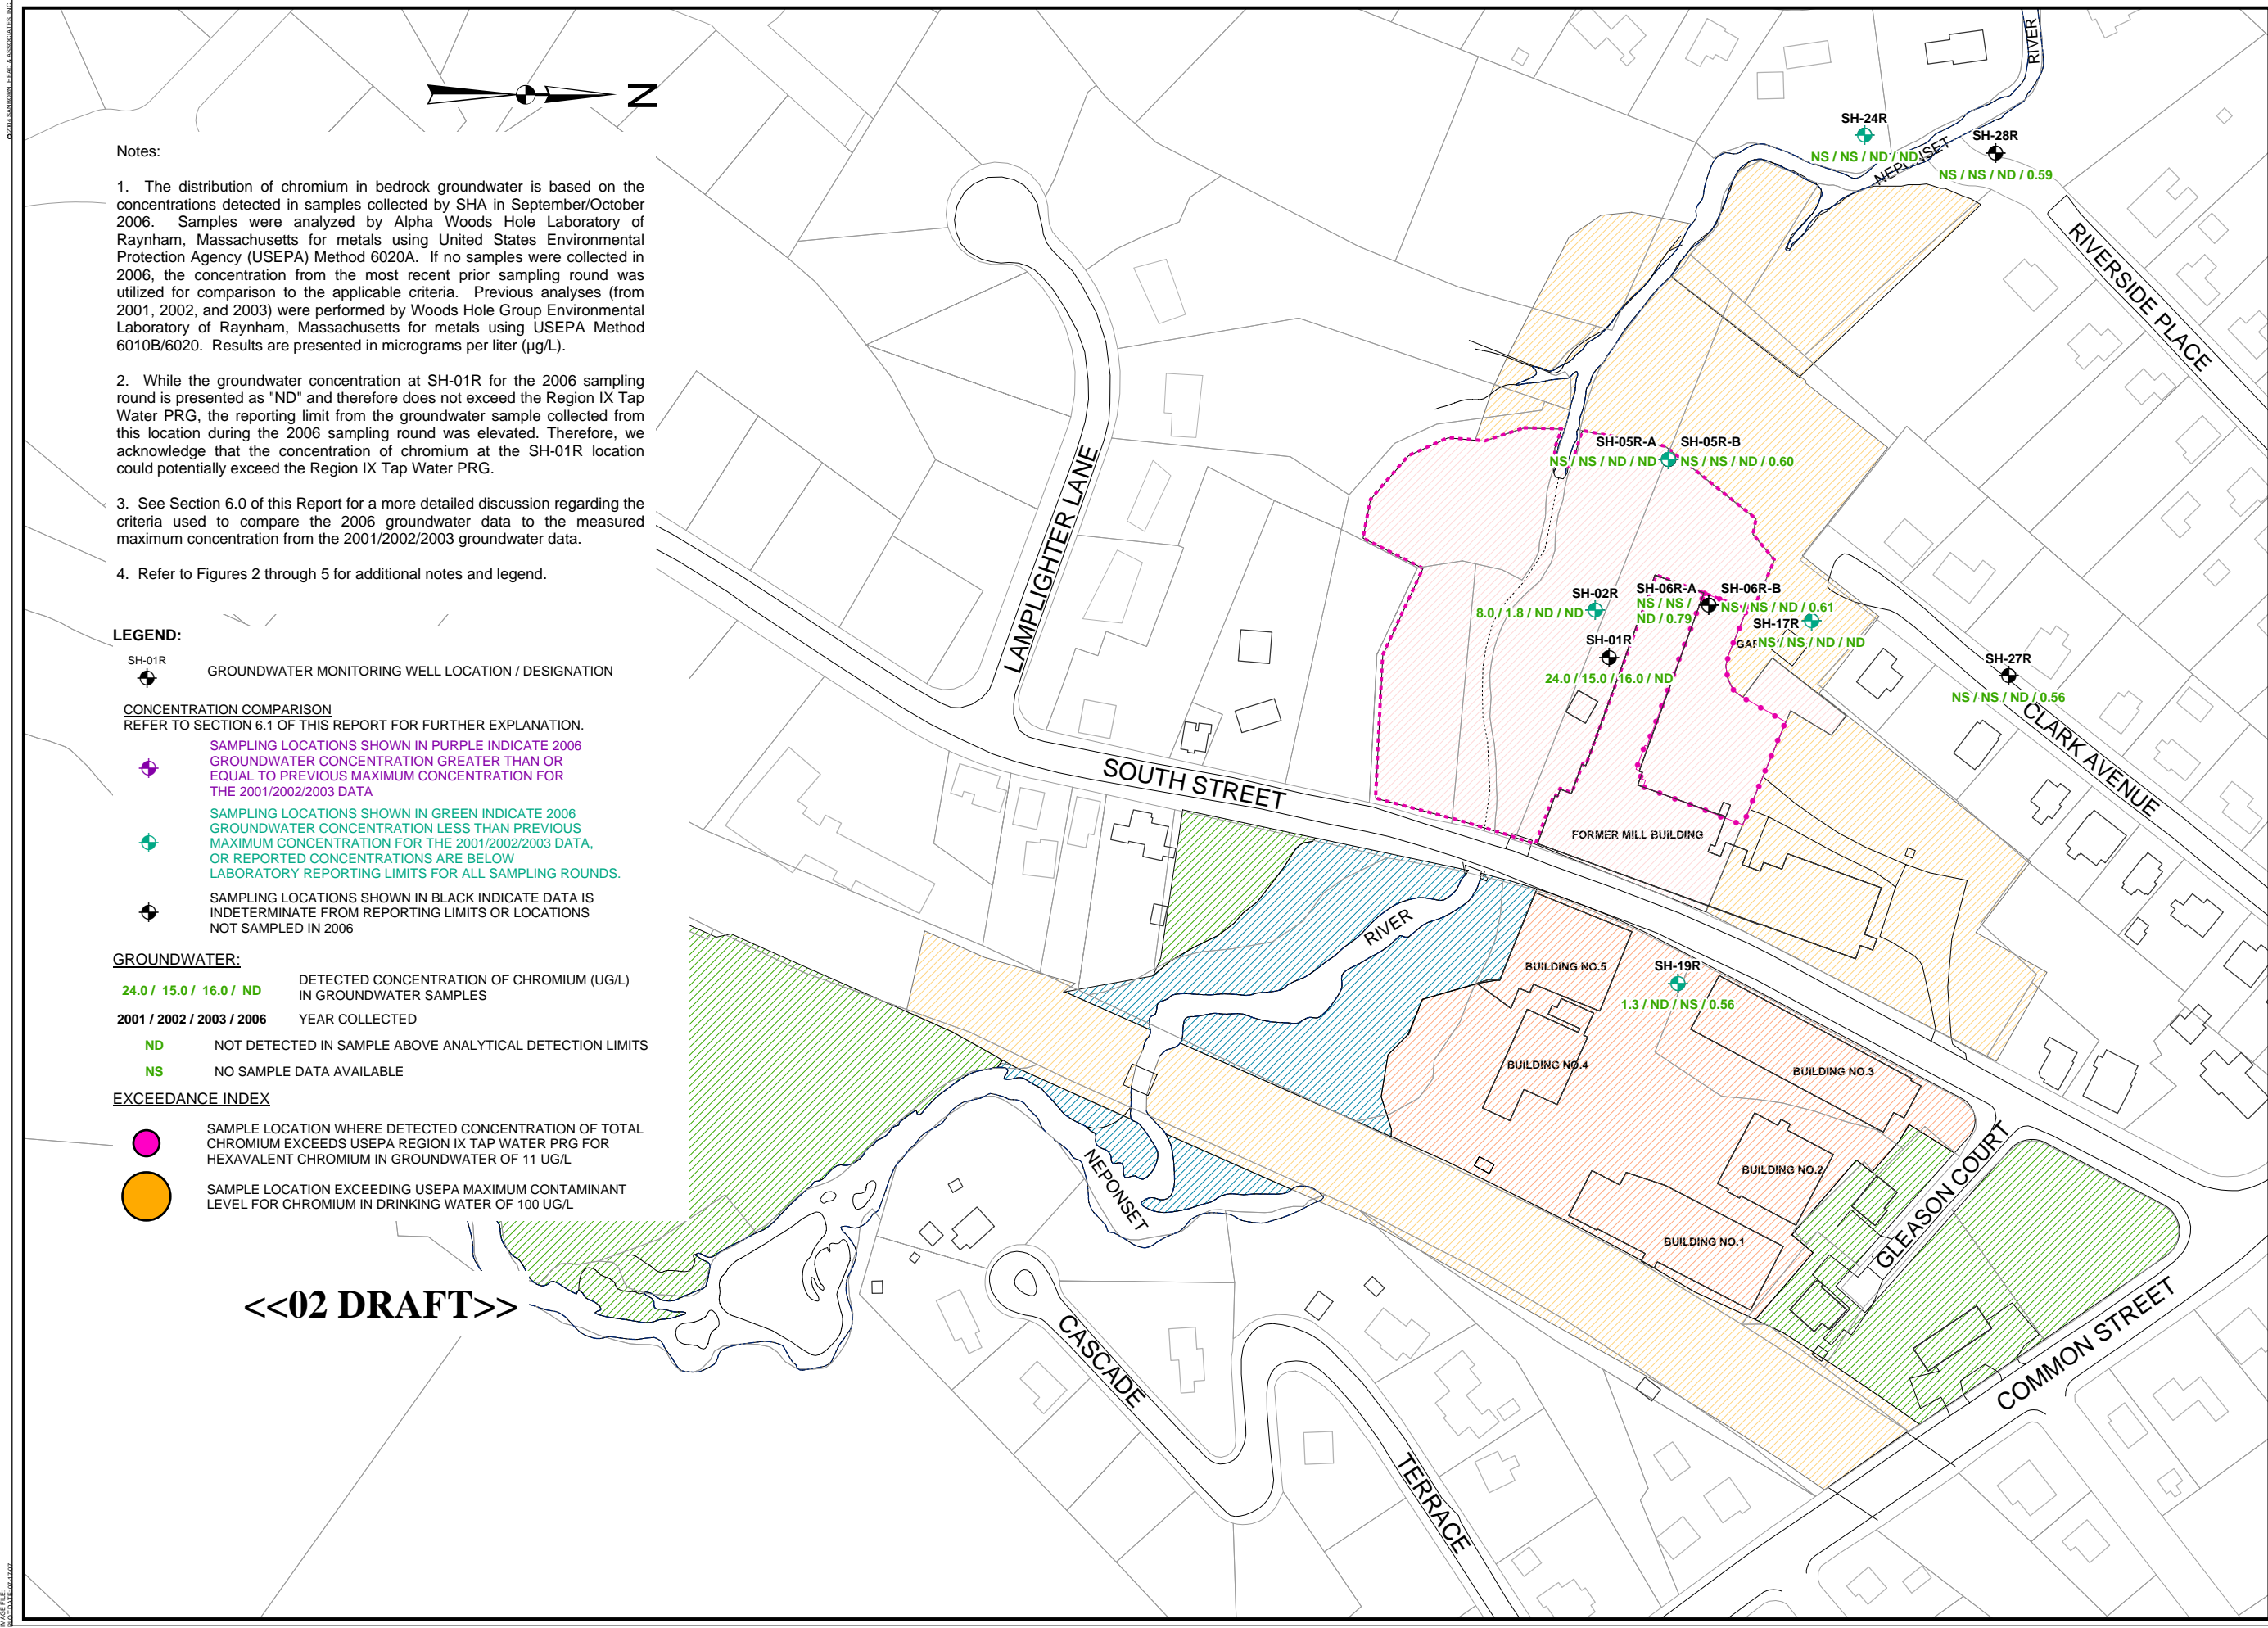 © 2004 SANBORN, HEAD & ASSOCIATES, INC.
N
Notes:
1. The distribution of chromium in bedrock groundwater is based on the
concentrations detected in samples collected by SHA in September/October
2006. Samples were analyzed by Alpha Woods Hole Laboratory of
Raynham, Massachusetts for metals using United States Environmental
Protection Agency (USEPA) Method 6020A. If no samples were collected in
2006, the concentration from the most recent prior sampling round was
utilized for comparison to the applicable criteria. Previous analyses (from
2001, 2002, and 2003) were performed by Woods Hole Group Environmental
Laboratory of Raynham, Massachusetts for metals using USEPA Method
6010B/6020. Results are presented in micrograms per liter (µg/L).
2. While the groundwater concentration at SH-01R for the 2006 sampling
round is presented as "ND" and therefore does not exceed the Region IX Tap
Water PRG, the reporting limit from the groundwater sample collected from
this location during the 2006 sampling round was elevated. Therefore, we
acknowledge that the concentration of chromium at the SH-01R location
could potentially exceed the Region IX Tap Water PRG.
3. See Section 6.0 of this Report for a more detailed discussion regarding the
criteria used to compare the 2006 groundwater data to the measured
maximum concentration from the 2001/2002/2003 groundwater data.
4. Refer to Figures 2 through 5 for additional notes and legend.
LEGEND:
SH-01R
GROUNDWATER MONITORING WELL LOCATION / DESIGNATION
CONCENTRATION COMPARISON
REFER TO SECTION 6.1 OF THIS REPORT FOR FURTHER EXPLANATION.
SAMPLING LOCATIONS SHOWN IN PURPLE INDICATE 2006
GROUNDWATER CONCENTRATION GREATER THAN OR
EQUAL TO PREVIOUS MAXIMUM CONCENTRATION FOR
THE 2001/2002/2003 DATA
SAMPLING LOCATIONS SHOWN IN GREEN INDICATE 2006
GROUNDWATER CONCENTRATION LESS THAN PREVIOUS
MAXIMUM CONCENTRATION FOR THE 2001/2002/2003 DATA,
OR REPORTED CONCENTRATIONS ARE BELOW
LABORATORY REPORTING LIMITS FOR ALL SAMPLING ROUNDS.
SAMPLING LOCATIONS SHOWN IN BLACK INDICATE DATA IS
INDETERMINATE FROM REPORTING LIMITS OR LOCATIONS
NOT SAMPLED IN 2006
GROUNDWATER:
24.0 / 15.0 / 16.0 / ND
DETECTED CONCENTRATION OF CHROMIUM (UG/L)
IN GROUNDWATER SAMPLES
2001 / 2002 / 2003 / 2006 YEAR COLLECTED
ND NOT DETECTED IN SAMPLE ABOVE ANALYTICAL DETECTION LIMITS
NS NO SAMPLE DATA AVAILABLE
EXCEEDANCE INDEX
SAMPLE LOCATION WHERE DETECTED CONCENTRATION OF TOTAL
CHROMIUM EXCEEDS USEPA REGION IX TAP WATER PRG FOR
HEXAVALENT CHROMIUM IN GROUNDWATER OF 11 UG/L
SAMPLE LOCATION EXCEEDING USEPA MAXIMUM CONTAMINANT
LEVEL FOR CHROMIUM IN DRINKING WATER OF 100 UG/L
<<02 DRAFT>>
RIVER
SH-24R
NS / NS / ND / ND
NEPONSET
SH-28R
NS / NS / ND / 0.59
RIVERSIDE PLACE
LAMPLIGHTER LANE
SH-05R-A SH-05R-B
NS / NS / ND / ND NS / NS / ND / 0.60
SH-02R
8.0 / 1.8 / ND / ND
SH-06R-A
NS / NS /
ND / 0.79
SH-06R-B
NS / NS / ND / 0.61
SH-17R
NS / NS / ND / ND
SH-01R
24.0 / 15.0 / 16.0 / ND
SH-27R
NS / NS / ND / 0.56
CLARK AVENUE
SOUTH STREET
FORMER MILL BUILDING
RIVER
BUILDING NO.5
SH-19R
1.3 / ND / NS / 0.56
BUILDING NO.4
BUILDING NO.3
BUILDING NO.2
BUILDING NO.1
GLEASON COURT
NEPONSET
COMMON STREET
CASCADE
TERRACE
IMAGE FILE:
PLOT DATE: 07-17-07